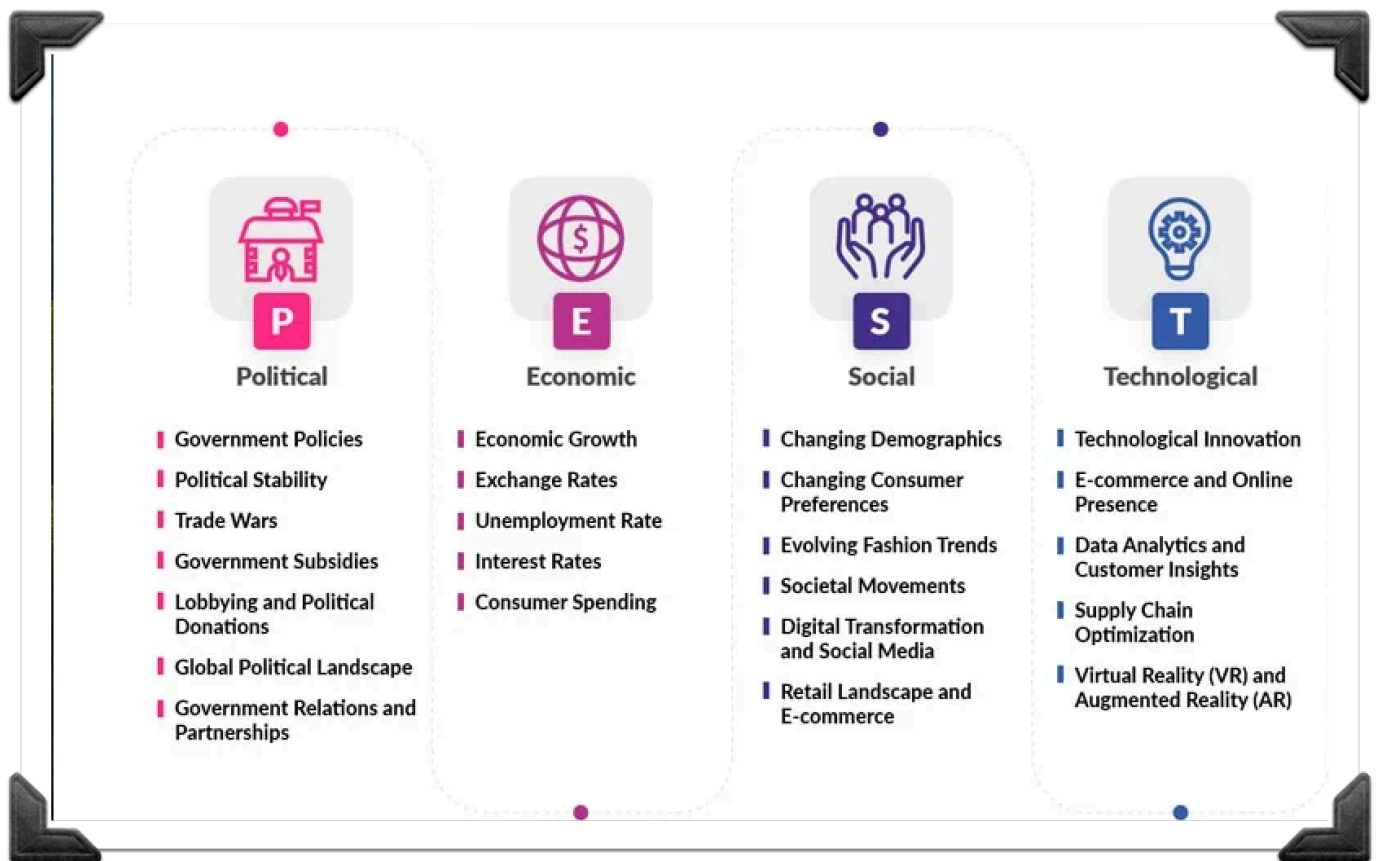 $
P
Political
Government Policies
Political Stability
Trade Wars
Government Subsidies
Lobbying and Political
Donations
Global Political Landscape
Government Relations and
Partnerships
E
Economic
Economic Growth
Exchange Rates
Unemployment Rate
Interest Rates
Consumer Spending
S
Social
Changing Demographics
Changing Consumer
Preferences
Evolving Fashion Trends
Societal Movements
Digital Transformation
and Social Media
Retail Landscape and
E-commerce
T
Technological
Technological Innovation
E-commerce and Online
Presence
Data Analytics and
Customer Insights
Supply Chain
Optimization
Virtual Reality (VR) and
Augmented Reality (AR)